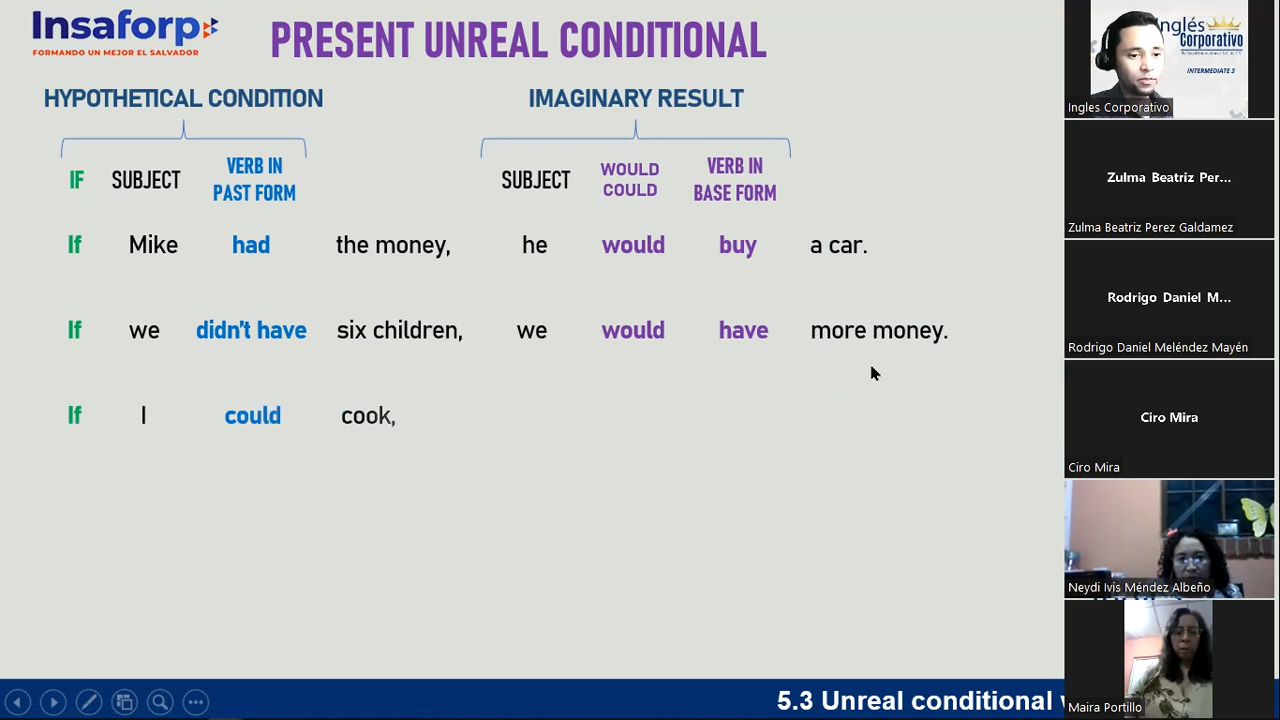 Insaforp
FORMANDO UN MEJOR EL SALVADOR
PRESENT UNREAL CONDITIONAL
HYPOTHETICAL CONDITION
IMAGINARY RESULT
IF SUBJECT VERB IN PAST FORM
SUBJECT WOULD COULD VERB IN BASE FORM
If Mike had the money, he would buy a car.
If we didn't have six children, we would have more money.
If I could cook,
5.3 Unreal conditional
Inglés
Corporativo
INTERMEDIATE 3
Ingles Corporativo
Zulma Beatriz Per...
Zulma Beatriz Perez Galdamez
Rodrigo Daniel M...
Rodrigo Daniel Meléndez Mayén
Ciro Mira
Ciro Mira
Neydi Ivis Méndez Albeño
Maira Portillo